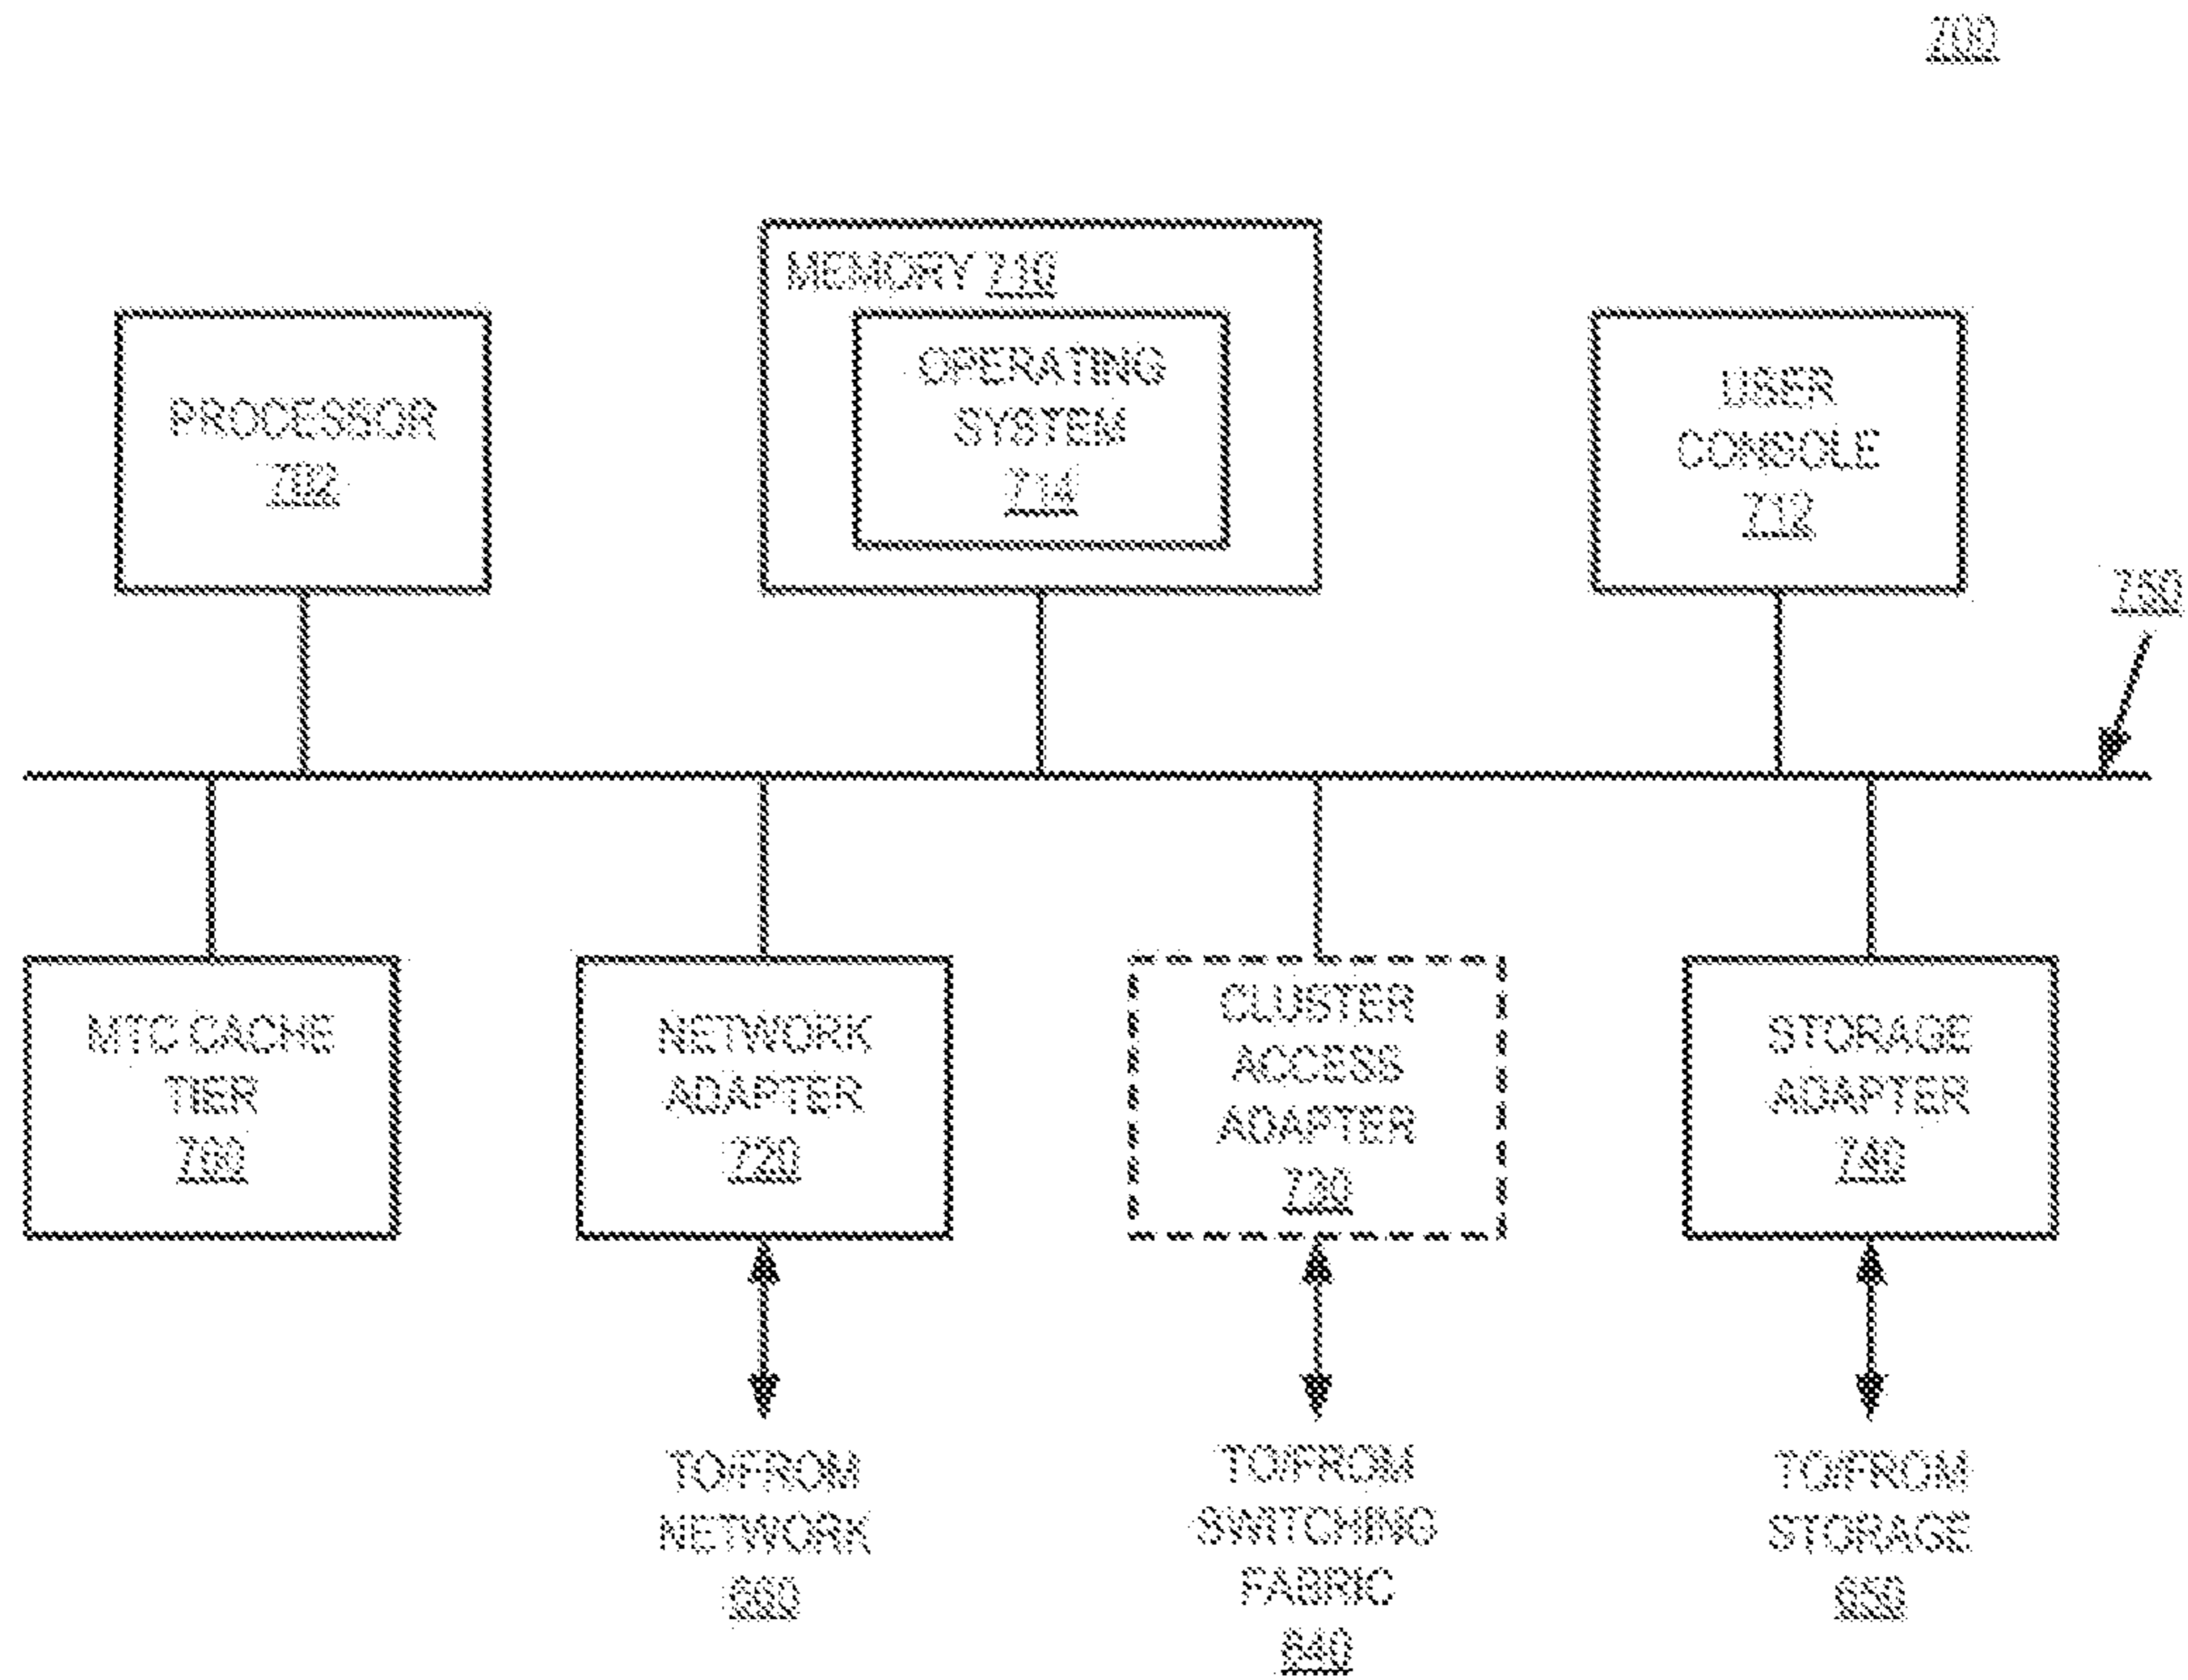 700
MEMORY 710
OPERATING
SYSTEM
714
PROCESSOR
702
USER
CONSOLE
712
750
MTC CACHE
TIER
760
NETWORK
ADAPTER
720
CLUSTER
ACCESS
ADAPTER
730
STORAGE
ADAPTER
740
TO/FROM
NETWORK
660
TO/FROM
SWITCHING
FABRIC
640
TO/FROM
STORAGE
650